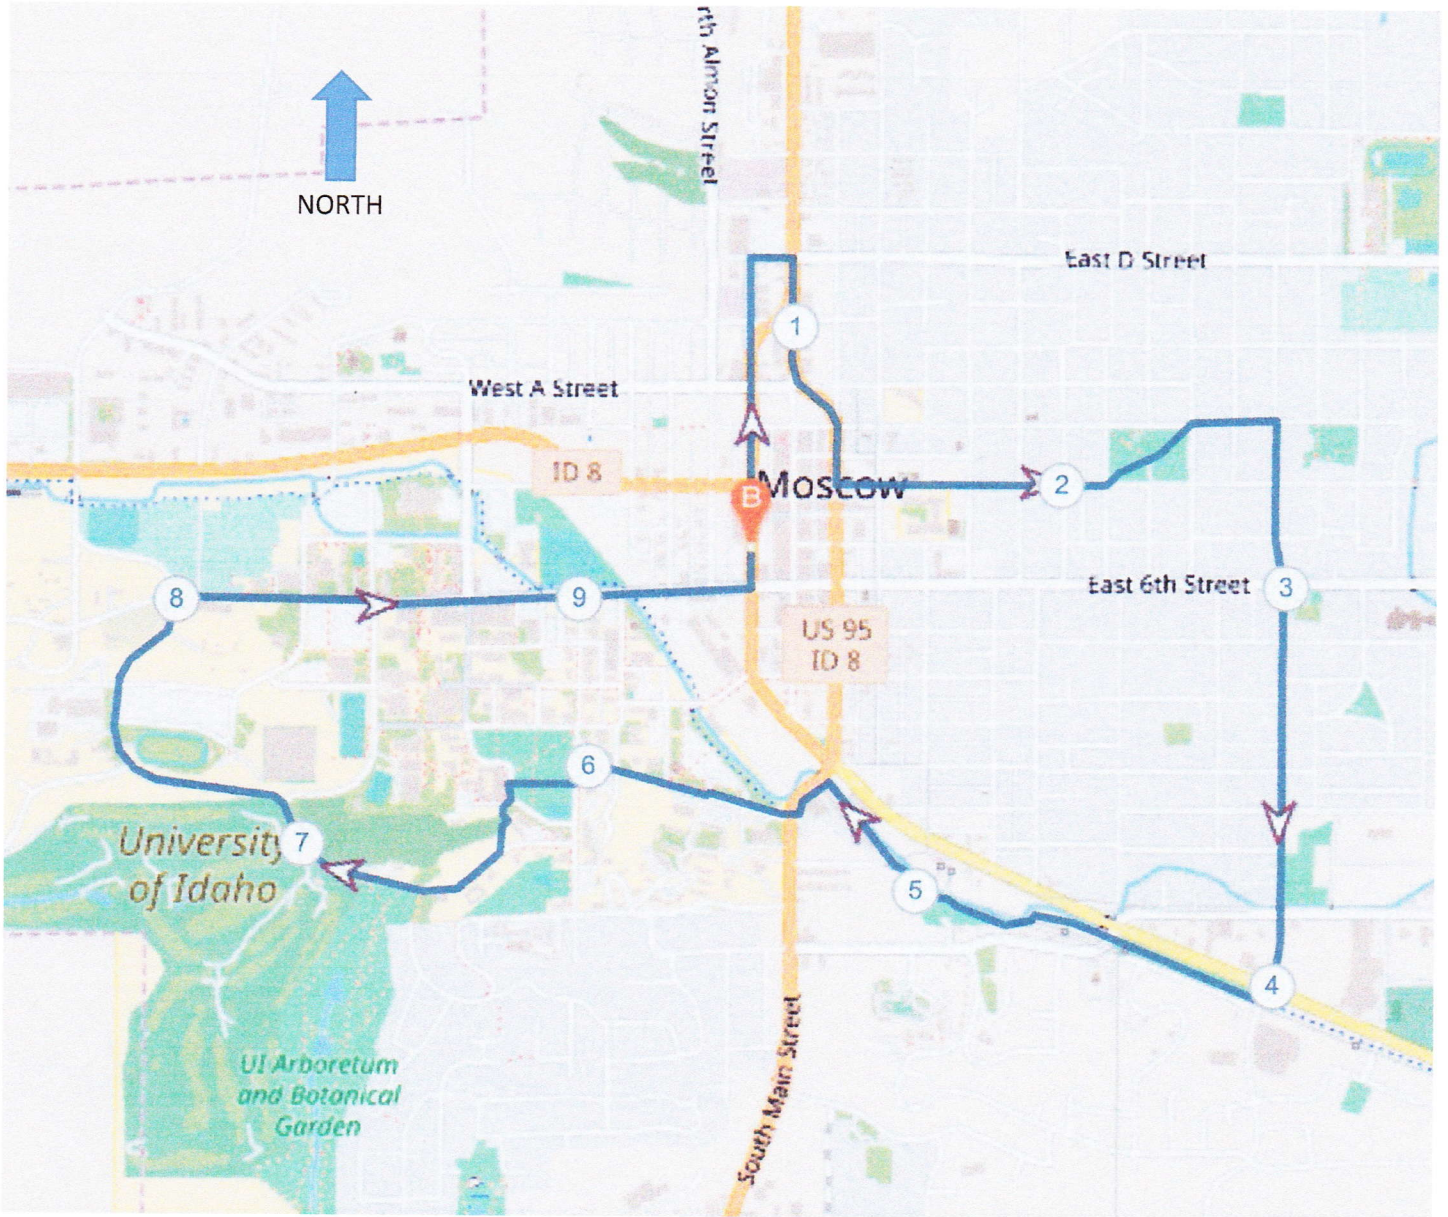 rth Almon Street
NORTH
East D Street
1
West A Street
ID 8
B
Moscow
2
East 6th Street
3
8
9
US 95
ID 8
6
7
University
of Idaho
5
4
UI Arboretum
and Botanical
Garden
South Main Street